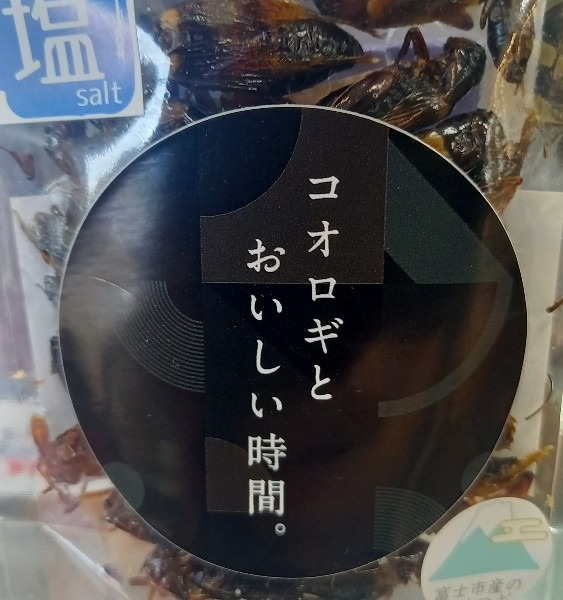 塩
salt
コオロギと
おいしい時間。
富士市産の